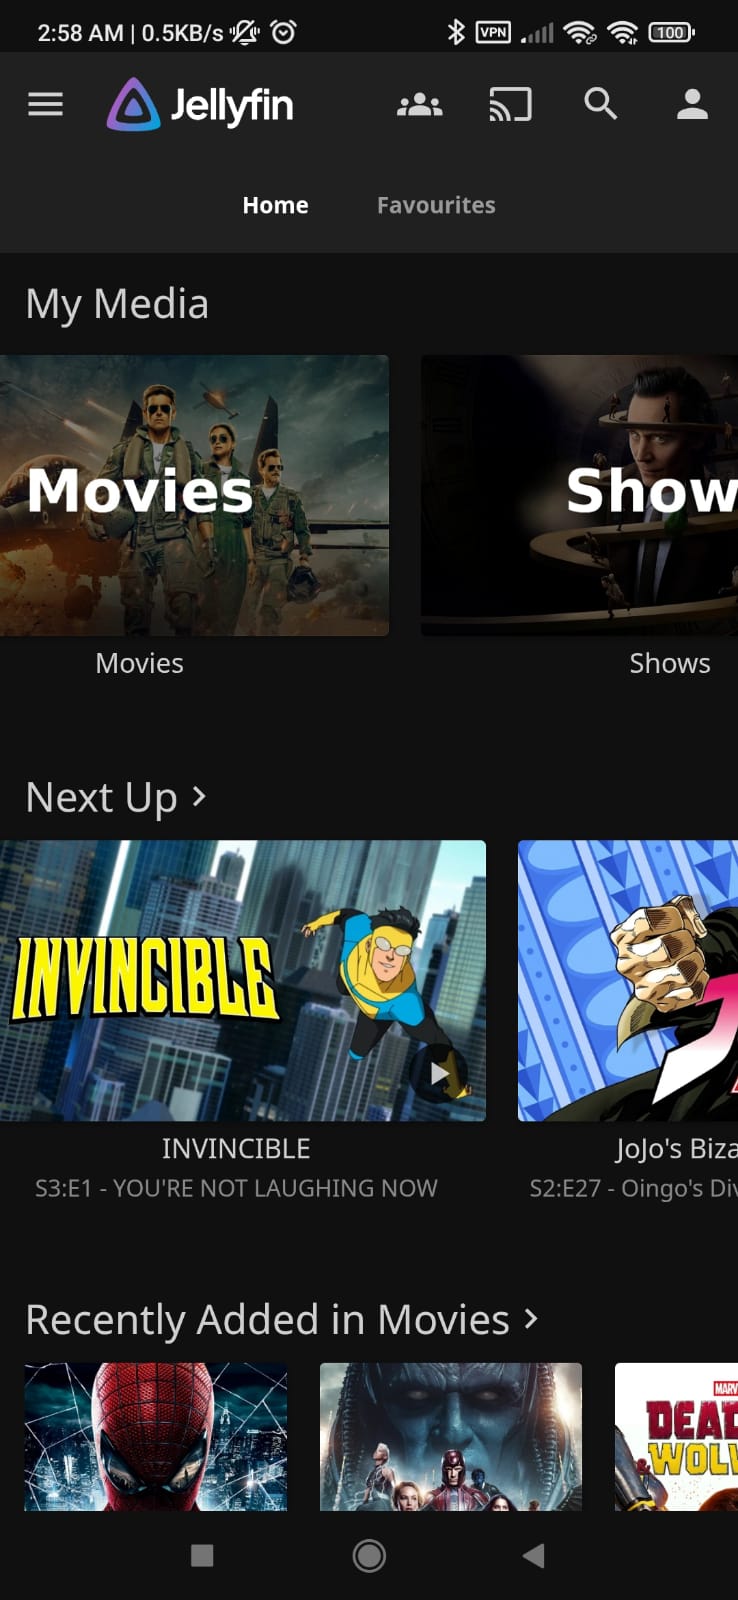 2:58 AM | 0.5KB/s
VPN
100
Jellyfin
Home
Favourites
My Media
Movies
Show
Movies
Shows
Next Up
INVINCIBLE
INVINCIBLE
JoJo's Biza
S3:E1 - YOU'RE NOT LAUGHING NOW
S2:E27 - Oingo's Div
Recently Added in Movies
MARV
DEAD
& WOLV